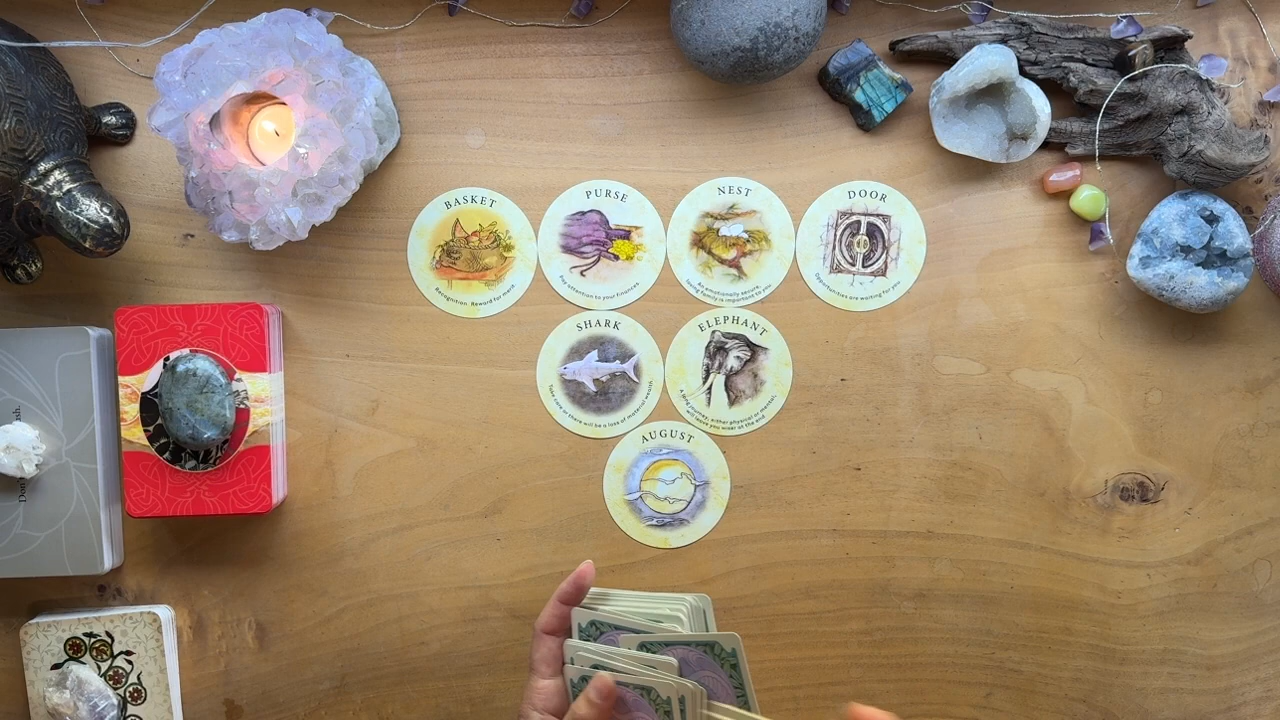 BASKET
Recognition. Reward for merit
PURSE
Pay attention to your finances.
NEST
An emotionally secure,
loving family is important to you
DOOR
Opportunities are waiting for you
SHARK
Take care or there will be a loss of material wealth.
ELEPHANT
A long journey, either physical or mental,
will leave you wiser at the end
AUGUST
Don't
ush.